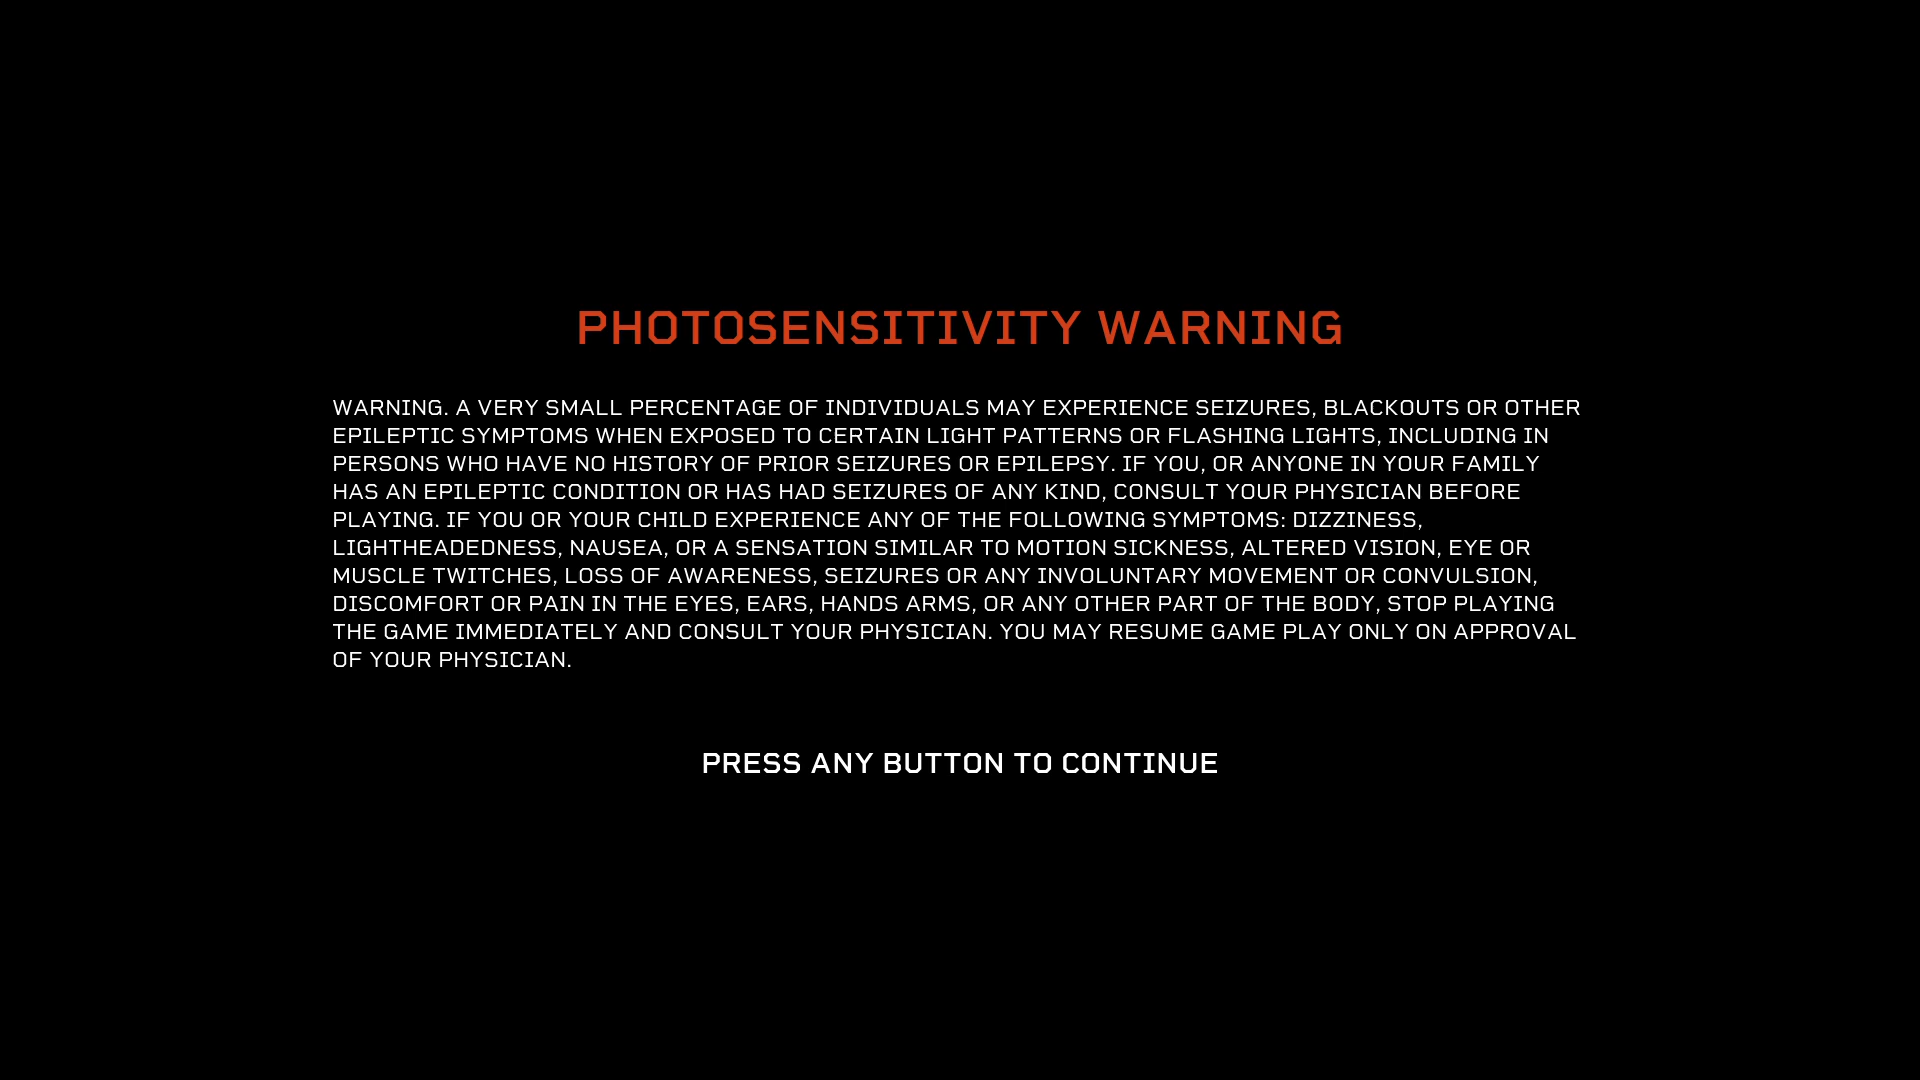 PHOTOSENSITIVITY WARNING
WARNING. A VERY SMALL PERCENTAGE OF INDIVIDUALS MAY EXPERIENCE SEIZURES, BLACKOUTS OR OTHER
EPILEPTIC SYMPTOMS WHEN EXPOSED TO CERTAIN LIGHT PATTERNS OR FLASHING LIGHTS, INCLUDING IN
PERSONS WHO HAVE NO HISTORY OF PRIOR SEIZURES OR EPILEPSY. IF YOU, OR ANYONE IN YOUR FAMILY
HAS AN EPILEPTIC CONDITION OR HAS HAD SEIZURES OF ANY KIND, CONSULT YOUR PHYSICIAN BEFORE
PLAYING. IF YOU OR YOUR CHILD EXPERIENCE ANY OF THE FOLLOWING SYMPTOMS: DIZZINESS,
LIGHTHEADEDNESS, NAUSEA, OR A SENSATION SIMILAR TO MOTION SICKNESS, ALTERED VISION, EYE OR
MUSCLE TWITCHES, LOSS OF AWARENESS, SEIZURES OR ANY INVOLUNTARY MOVEMENT OR CONVULSION,
DISCOMFORT OR PAIN IN THE EYES, EARS, HANDS ARMS, OR ANY OTHER PART OF THE BODY, STOP PLAYING
THE GAME IMMEDIATELY AND CONSULT YOUR PHYSICIAN. YOU MAY RESUME GAME PLAY ONLY ON APPROVAL
OF YOUR PHYSICIAN.
PRESS ANY BUTTON TO CONTINUE